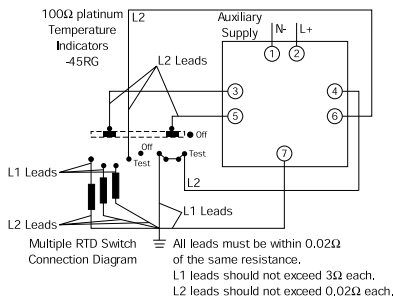 100Ω platinum
Temperature
Indicators
-45RG
L2
Auxiliary
Supply
N-
L+
1
2
L2 Leads
3
4
5
6
Off
Off
7
Test
Test
L1 Leads
L2
L1 Leads
L2 Leads
Multiple RTD Switch
Connection Diagram
All leads must be within 0.02Ω
of the same resistance.
L1 leads should not exceed 3Ω each.
L2 leads should not exceed 0.02Ω each.